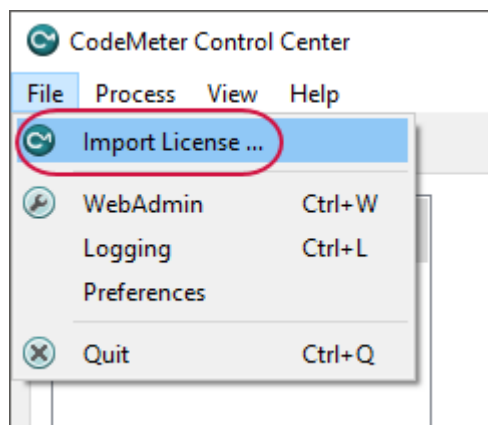 CodeMeter Control Center
File Process View Help
Import License ...
WebAdmin Ctrl+W
Logging Ctrl+L
Preferences
Quit Ctrl+Q